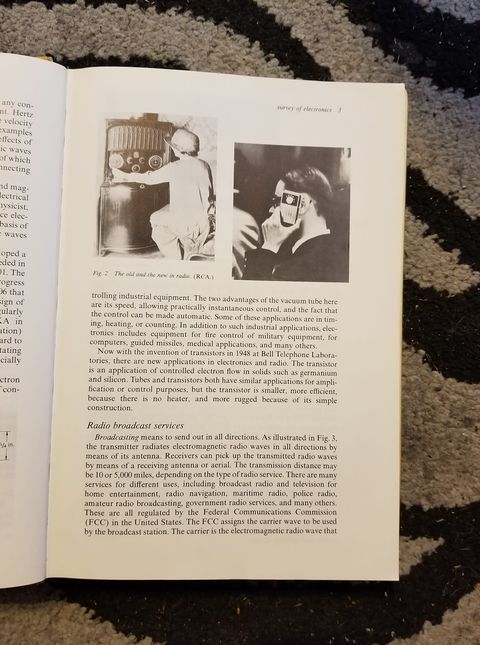 any con-
nt. Hertz
velocity
examples
effects of
ic waves
of which
nnecting
nd mag-
lectrical
hysicist,
ce elec-
basis of
waves
oped a
eded in
01. The
rogress
06 that
sign of
gularly
KA in
ation)
ard to
tating
cially
ctron
f con-
in.
survey of electronics 3
Fig. 2. The old and the new in radio. (RCA.)
trolling industrial equipment. The two advantages of the vacuum tube here
are its speed, allowing practically instantaneous control, and the fact that
the control can be made automatic. Some of these applications are in tim-
ing, heating, or counting. In addition to such industrial applications, elec-
tronics includes equipment for fire control of military equipment, for
computers, guided missiles, medical applications, and many others.
Now with the invention of transistors in 1948 at Bell Telephone Labora-
tories, there are new applications in electronics and radio. The transistor
is an application of controlled electron flow in solids such as germanium
and silicon. Tubes and transistors both have similar applications for ampli-
fication or control purposes, but the transistor is smaller, more efficient,
because there is no heater, and more rugged because of its simple
construction.
Radio broadcast services
Broadcasting means to send out in all directions. As illustrated in Fig. 3,
the transmitter radiates electromagnetic radio waves in all directions by
means of its antenna. Receivers can pick up the transmitted radio waves
by means of a receiving antenna or aerial. The transmission distance may
be 10 or 5,000 miles, depending on the type of radio service. There are many
services for different uses, including broadcast radio and television for
home entertainment, radio navigation, maritime radio, police radio,
amateur radio broadcasting, government radio services, and many others.
These are all regulated by the Federal Communications Commission
(FCC) in the United States. The FCC assigns the carrier wave to be used
by the broadcast station. The carrier is the electromagnetic radio wave that